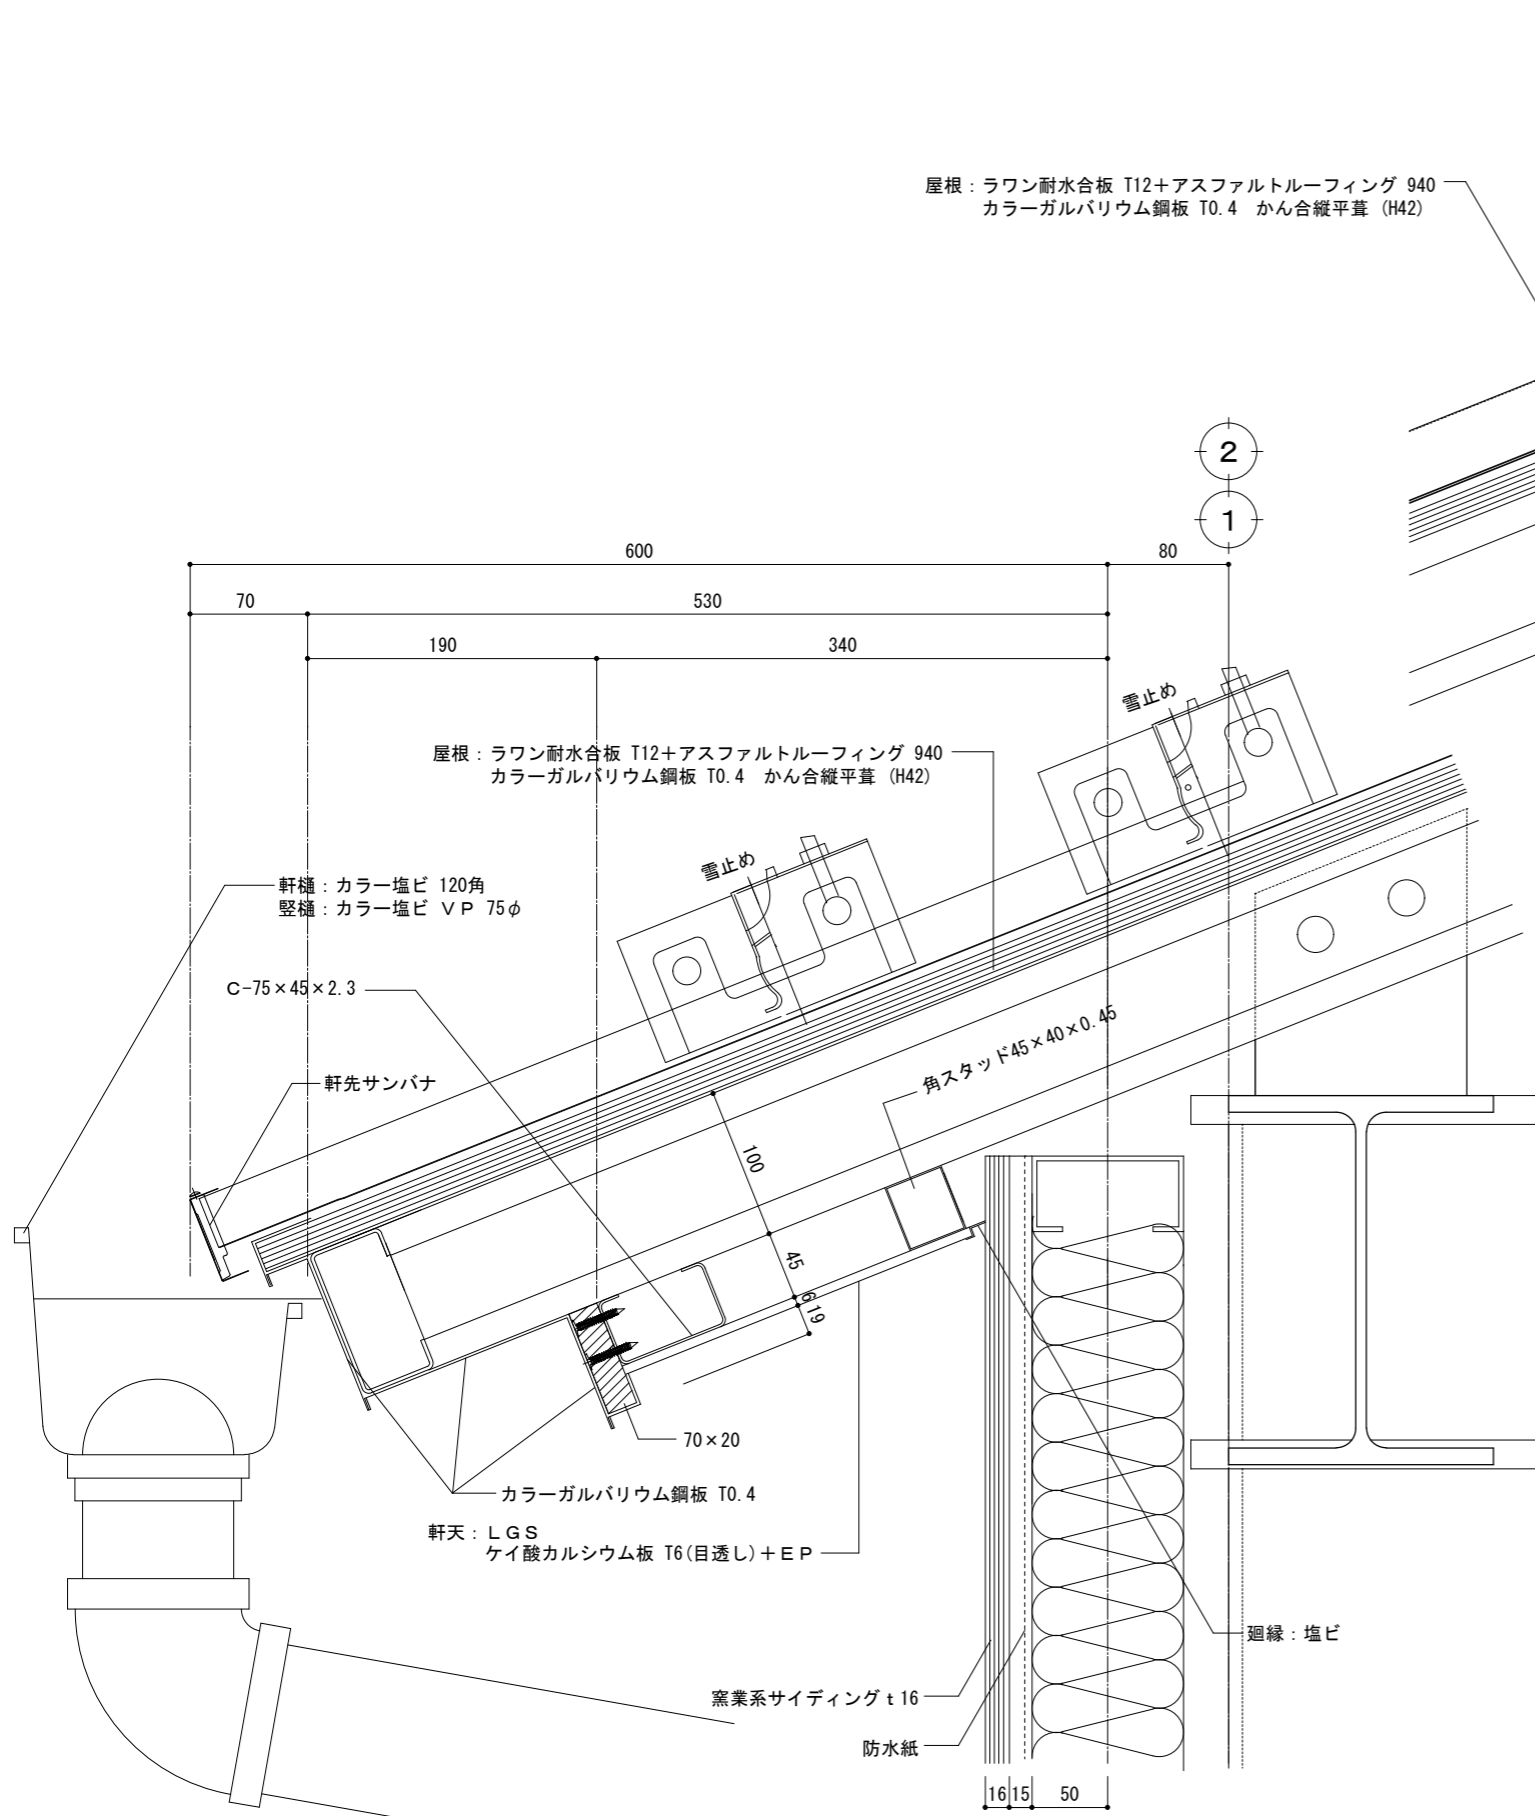 屋根：ラワン耐水合板 T12＋アスファルトルーフィング 940
カラーガルバリウム鋼板 T0.4　かん合縦平葺 (H42)
2
1
600
80
70
530
190
340
雪止め
屋根：ラワン耐水合板 T12＋アスファルトルーフィング 940
カラーガルバリウム鋼板 T0.4　かん合縦平葺 (H42)
雪止め
軒樋：カラー塩ビ 120角
竪樋：カラー塩ビ ＶＰ 75φ
C-75×45×2.3
角スタッド45×40×0.45
軒先サンバナ
100
45
6
19
70×20
カラーガルバリウム鋼板 T0.4
軒天：ＬＧＳ
ケイ酸カルシウム板 T6(目透し)＋ＥＰ
廻縁：塩ビ
窯業系サイディングｔ16
防水紙
16
15
50